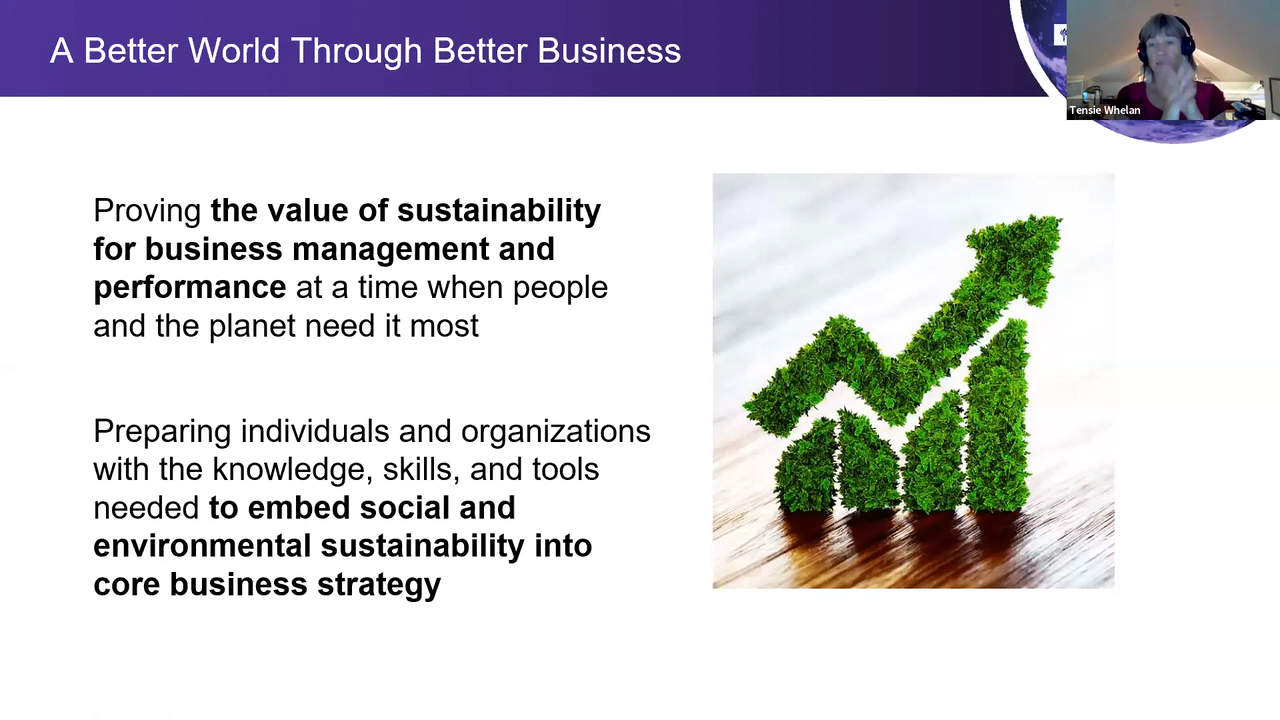 A Better World Through Better Business
Tensie Whelan
Proving the value of sustainability
for business management and
performance at a time when people
and the planet need it most
Preparing individuals and organizations
with the knowledge, skills, and tools
needed to embed social and
environmental sustainability into
core business strategy